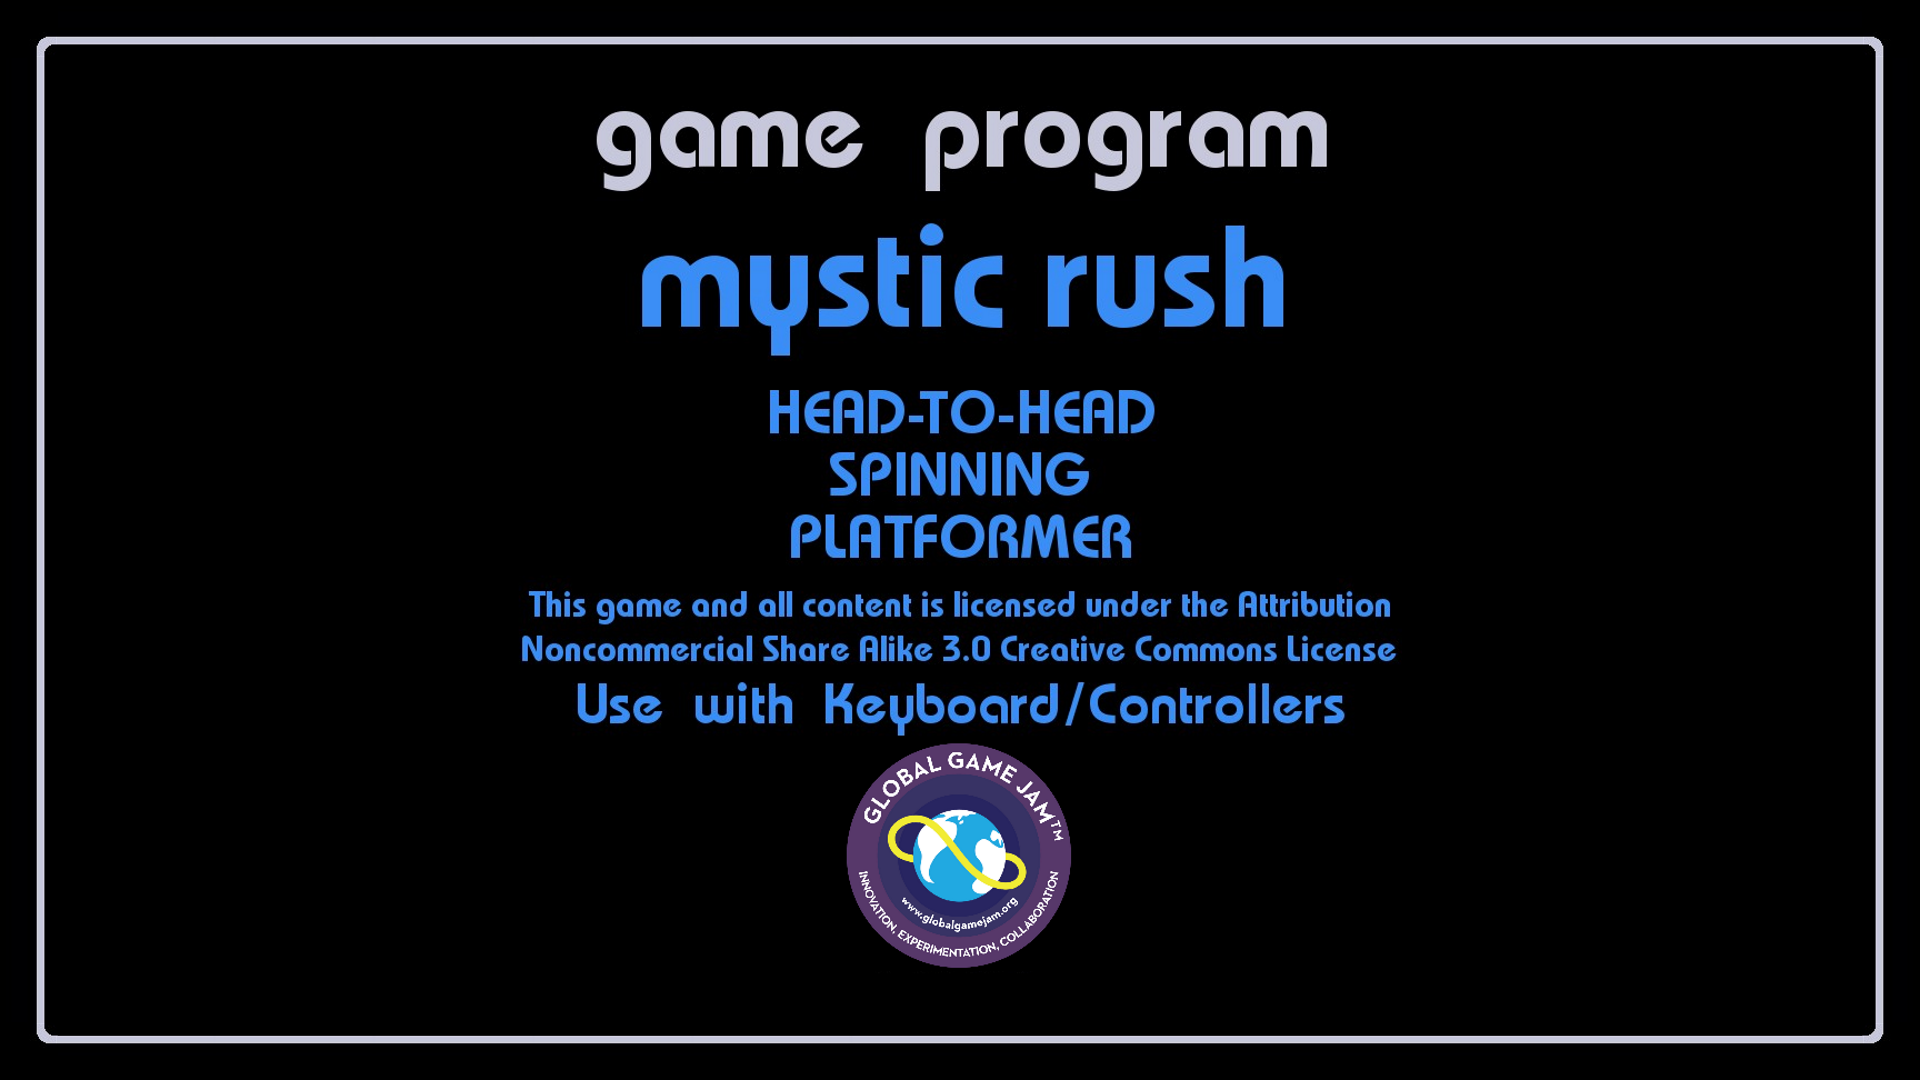 game program
mystic rush
HEAD-TO-HEAD
SPINNING
PLATFORMER
This game and all content is licensed under the Attribution
Noncommercial Share Alike 3.0 Creative Commons License
Use with Keyboard/Controllers
GLOBAL GAME JAM™
www.globalgamejam.org
INNOVATION, EXPERIMENTATION, COLLABORATION